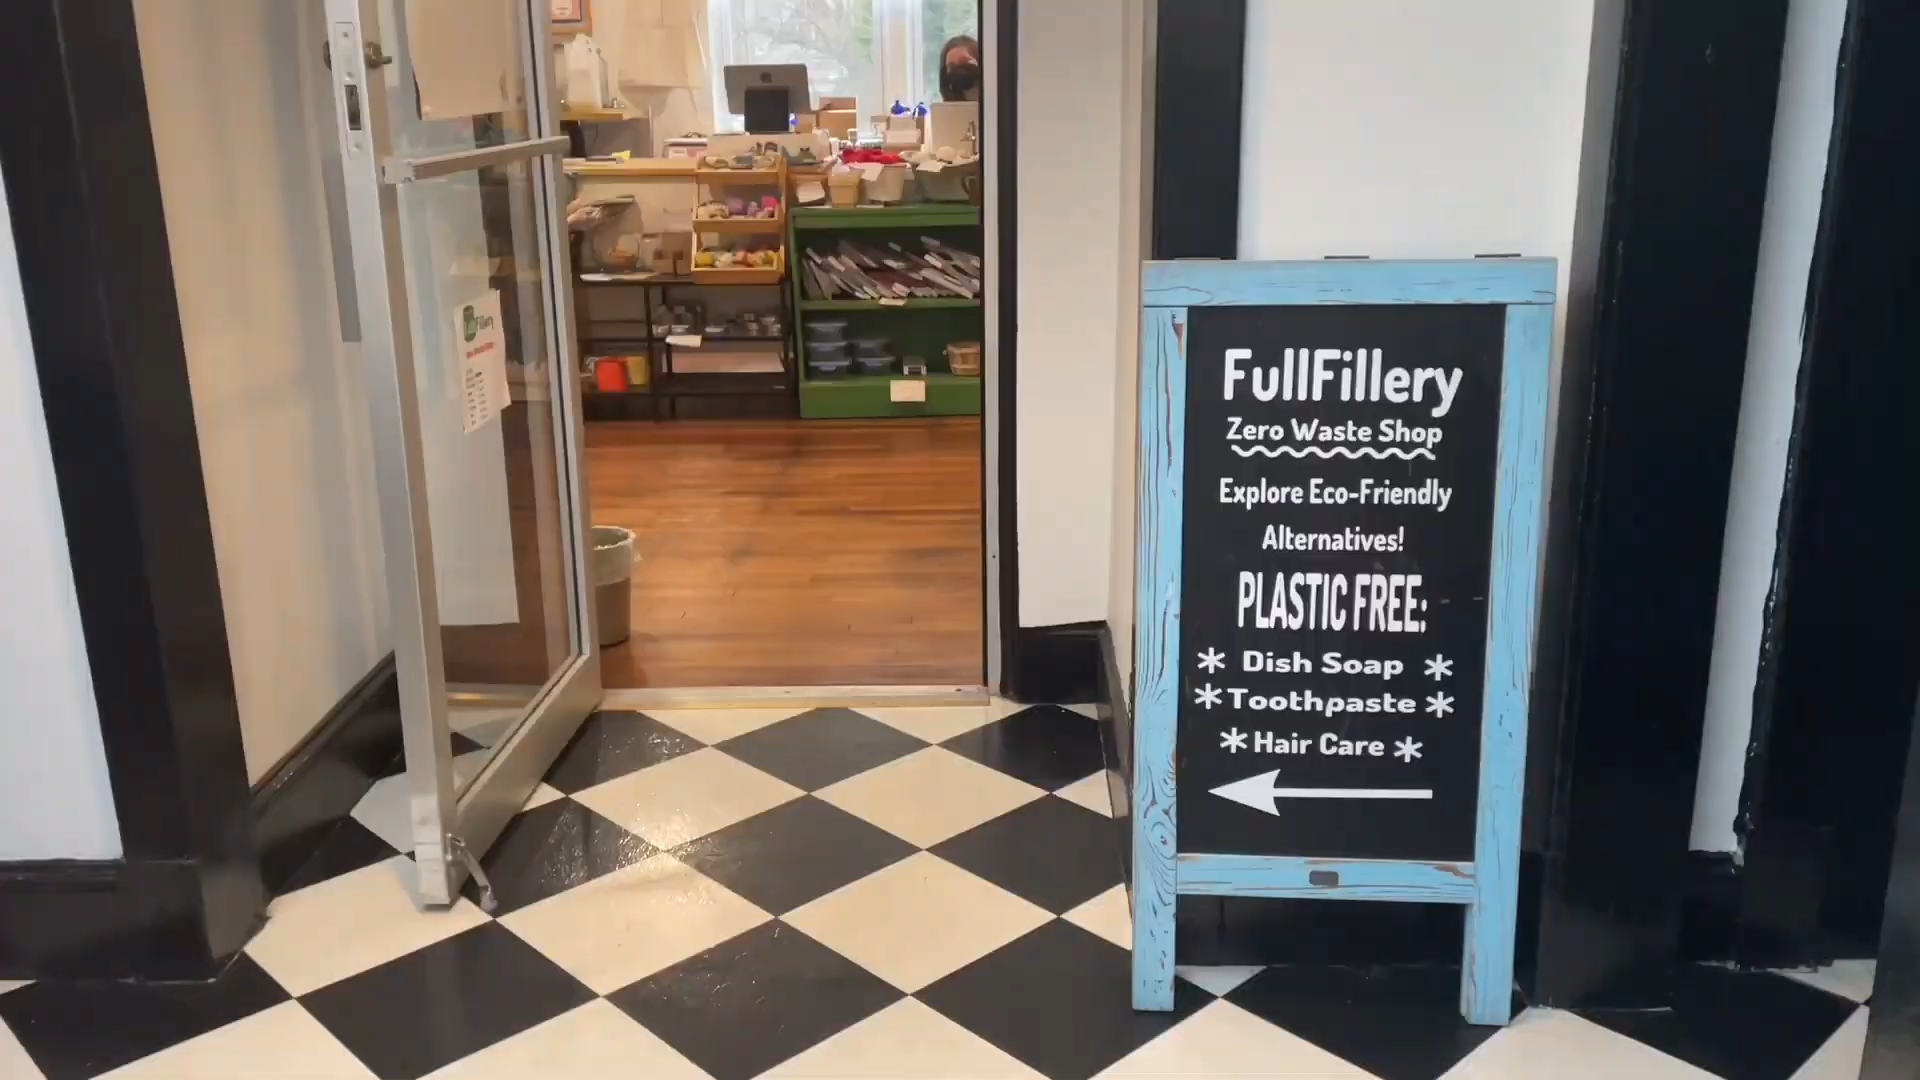 FullFillery
Zero Waste Shop
Explore Eco-Friendly
Alternatives!
PLASTIC FREE:
* Dish Soap *
* Toothpaste *
* Hair Care *